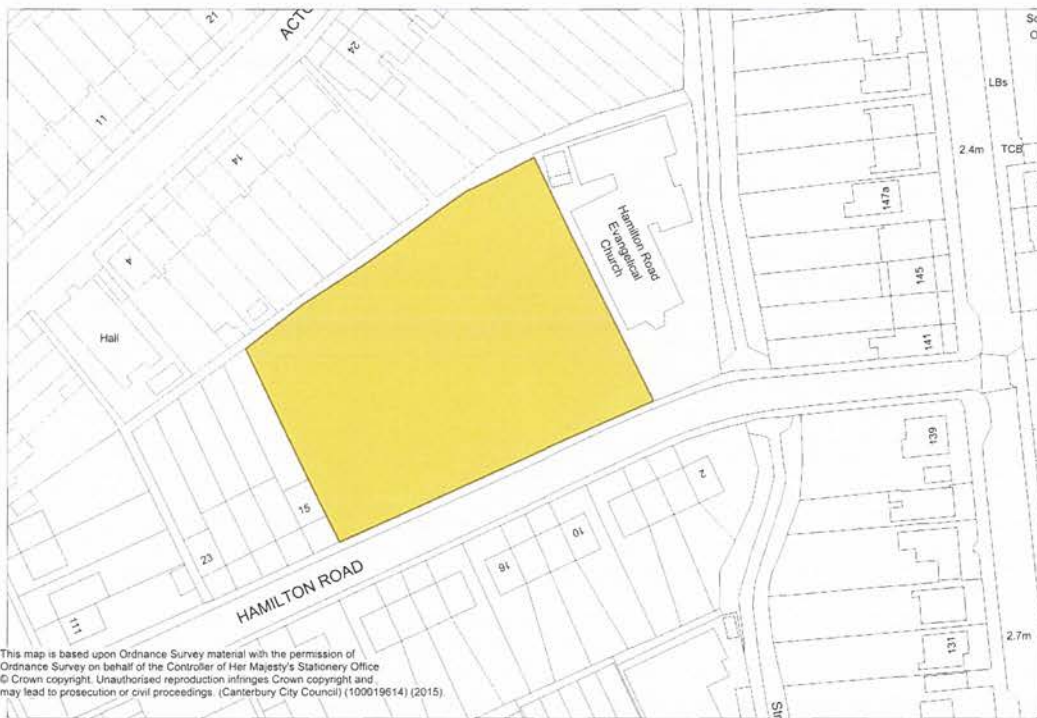 21
ACTO
24
So
O
LBs
11
14
2.4m
TCB
147a
4
Hamilton Road
Evangelical
Church
145
Hall
141
139
15
2
10
23
16
HAMILTON ROAD
111
131
2.7m
This map is based upon Ordnance Survey material with the permission of
Ordnance Survey on behalf of the Controller of Her Majesty's Stationery Office
© Crown copyright. Unauthorised reproduction infringes Crown copyright and
may lead to prosecution or civil proceedings. (Canterbury City Council) (100019614) (2015).
Str